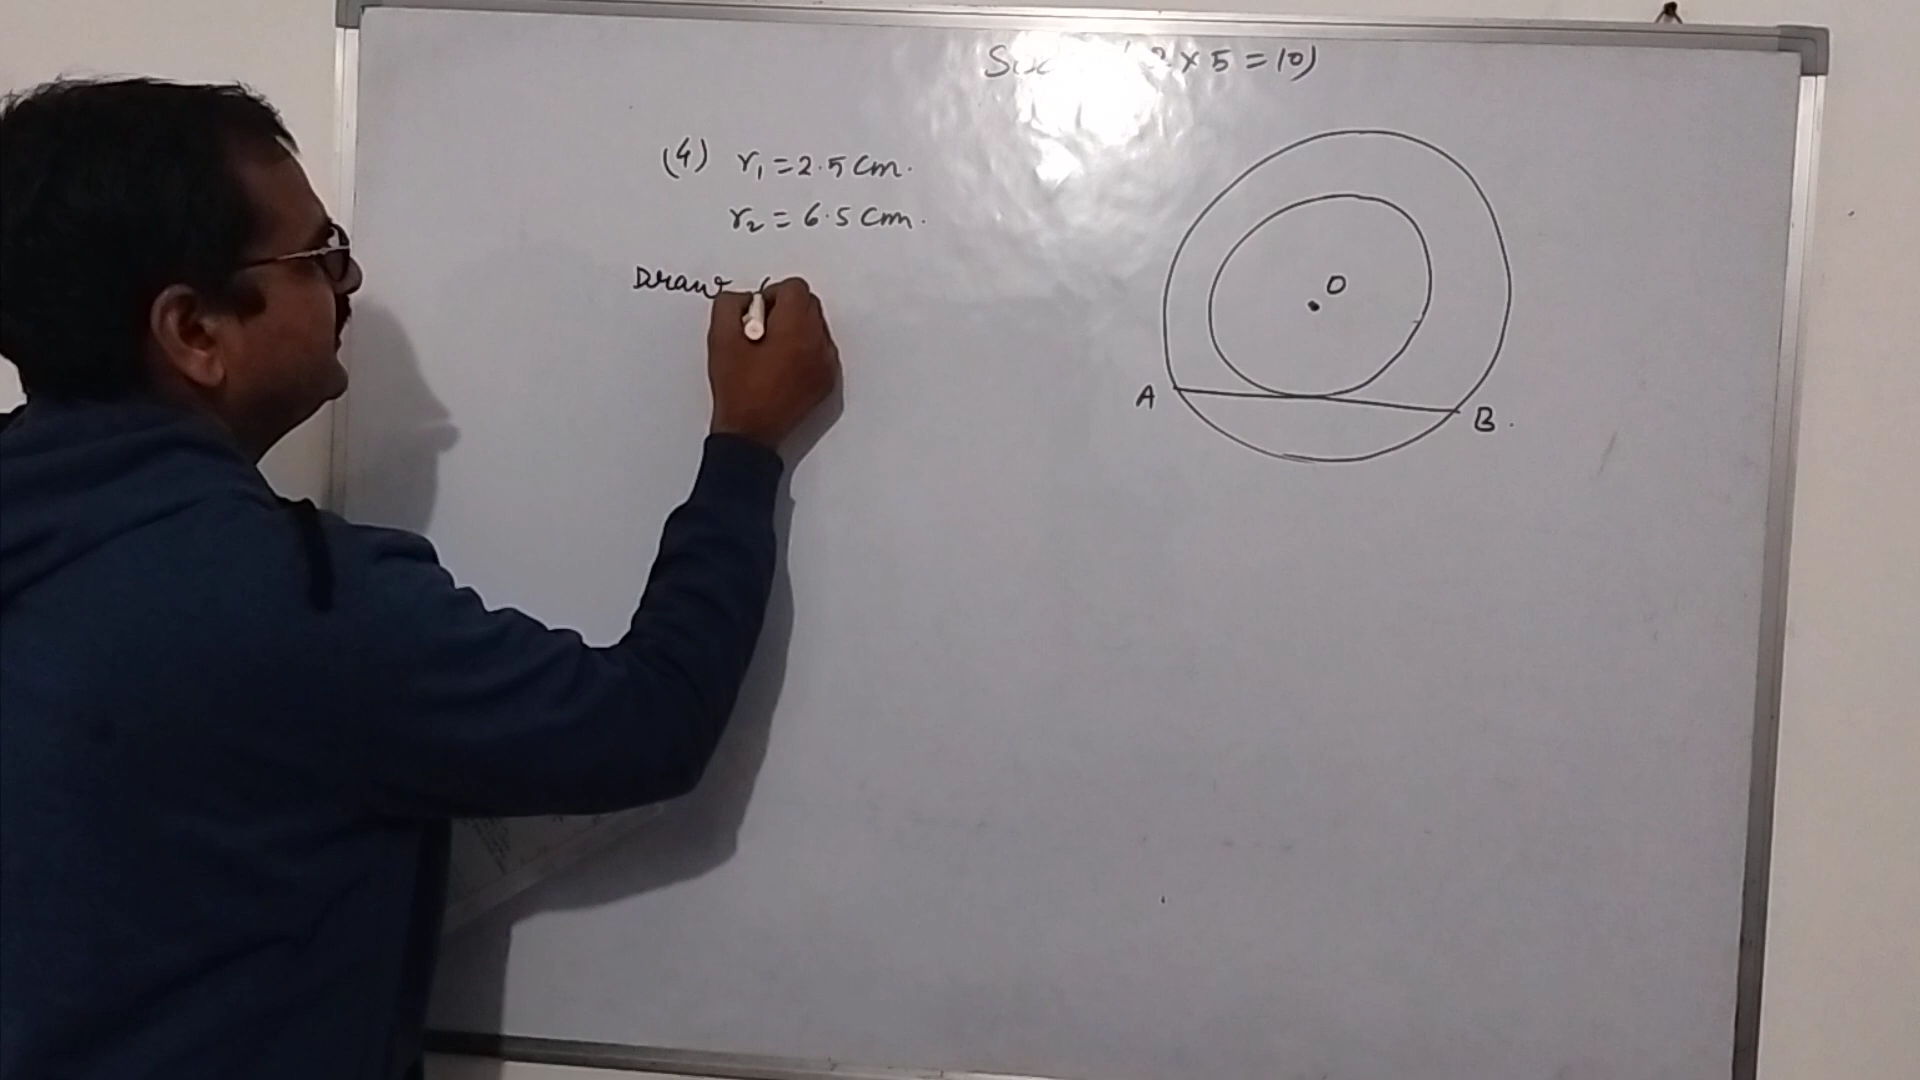 × 5 = 10)
(4) r₁ = 2.5 cm.
r₂ = 6.5 cm.
Draw
O
A
B.